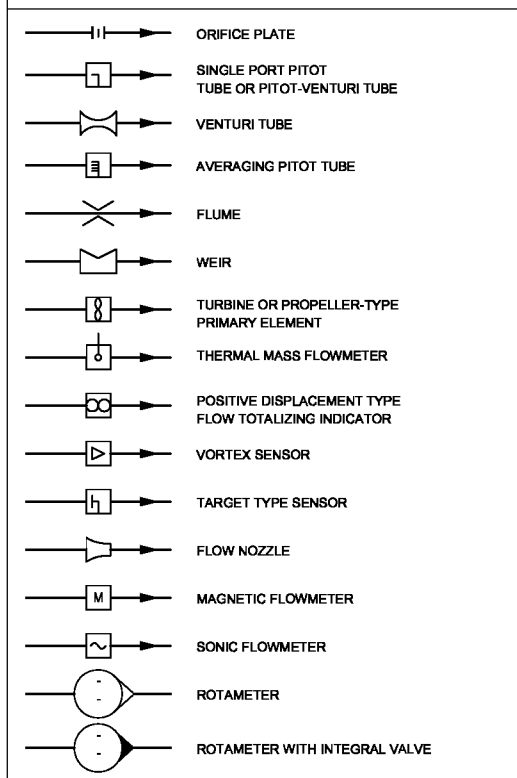 ORIFICE PLATE
SINGLE PORT PITOT
TUBE OR PITOT-VENTURI TUBE
VENTURI TUBE
AVERAGING PITOT TUBE
FLUME
WEIR
TURBINE OR PROPELLER-TYPE
PRIMARY ELEMENT
THERMAL MASS FLOWMETER
POSITIVE DISPLACEMENT TYPE
FLOW TOTALIZING INDICATOR
VORTEX SENSOR
TARGET TYPE SENSOR
FLOW NOZZLE
M MAGNETIC FLOWMETER
SONIC FLOWMETER
ROTAMETER
ROTAMETER WITH INTEGRAL VALVE